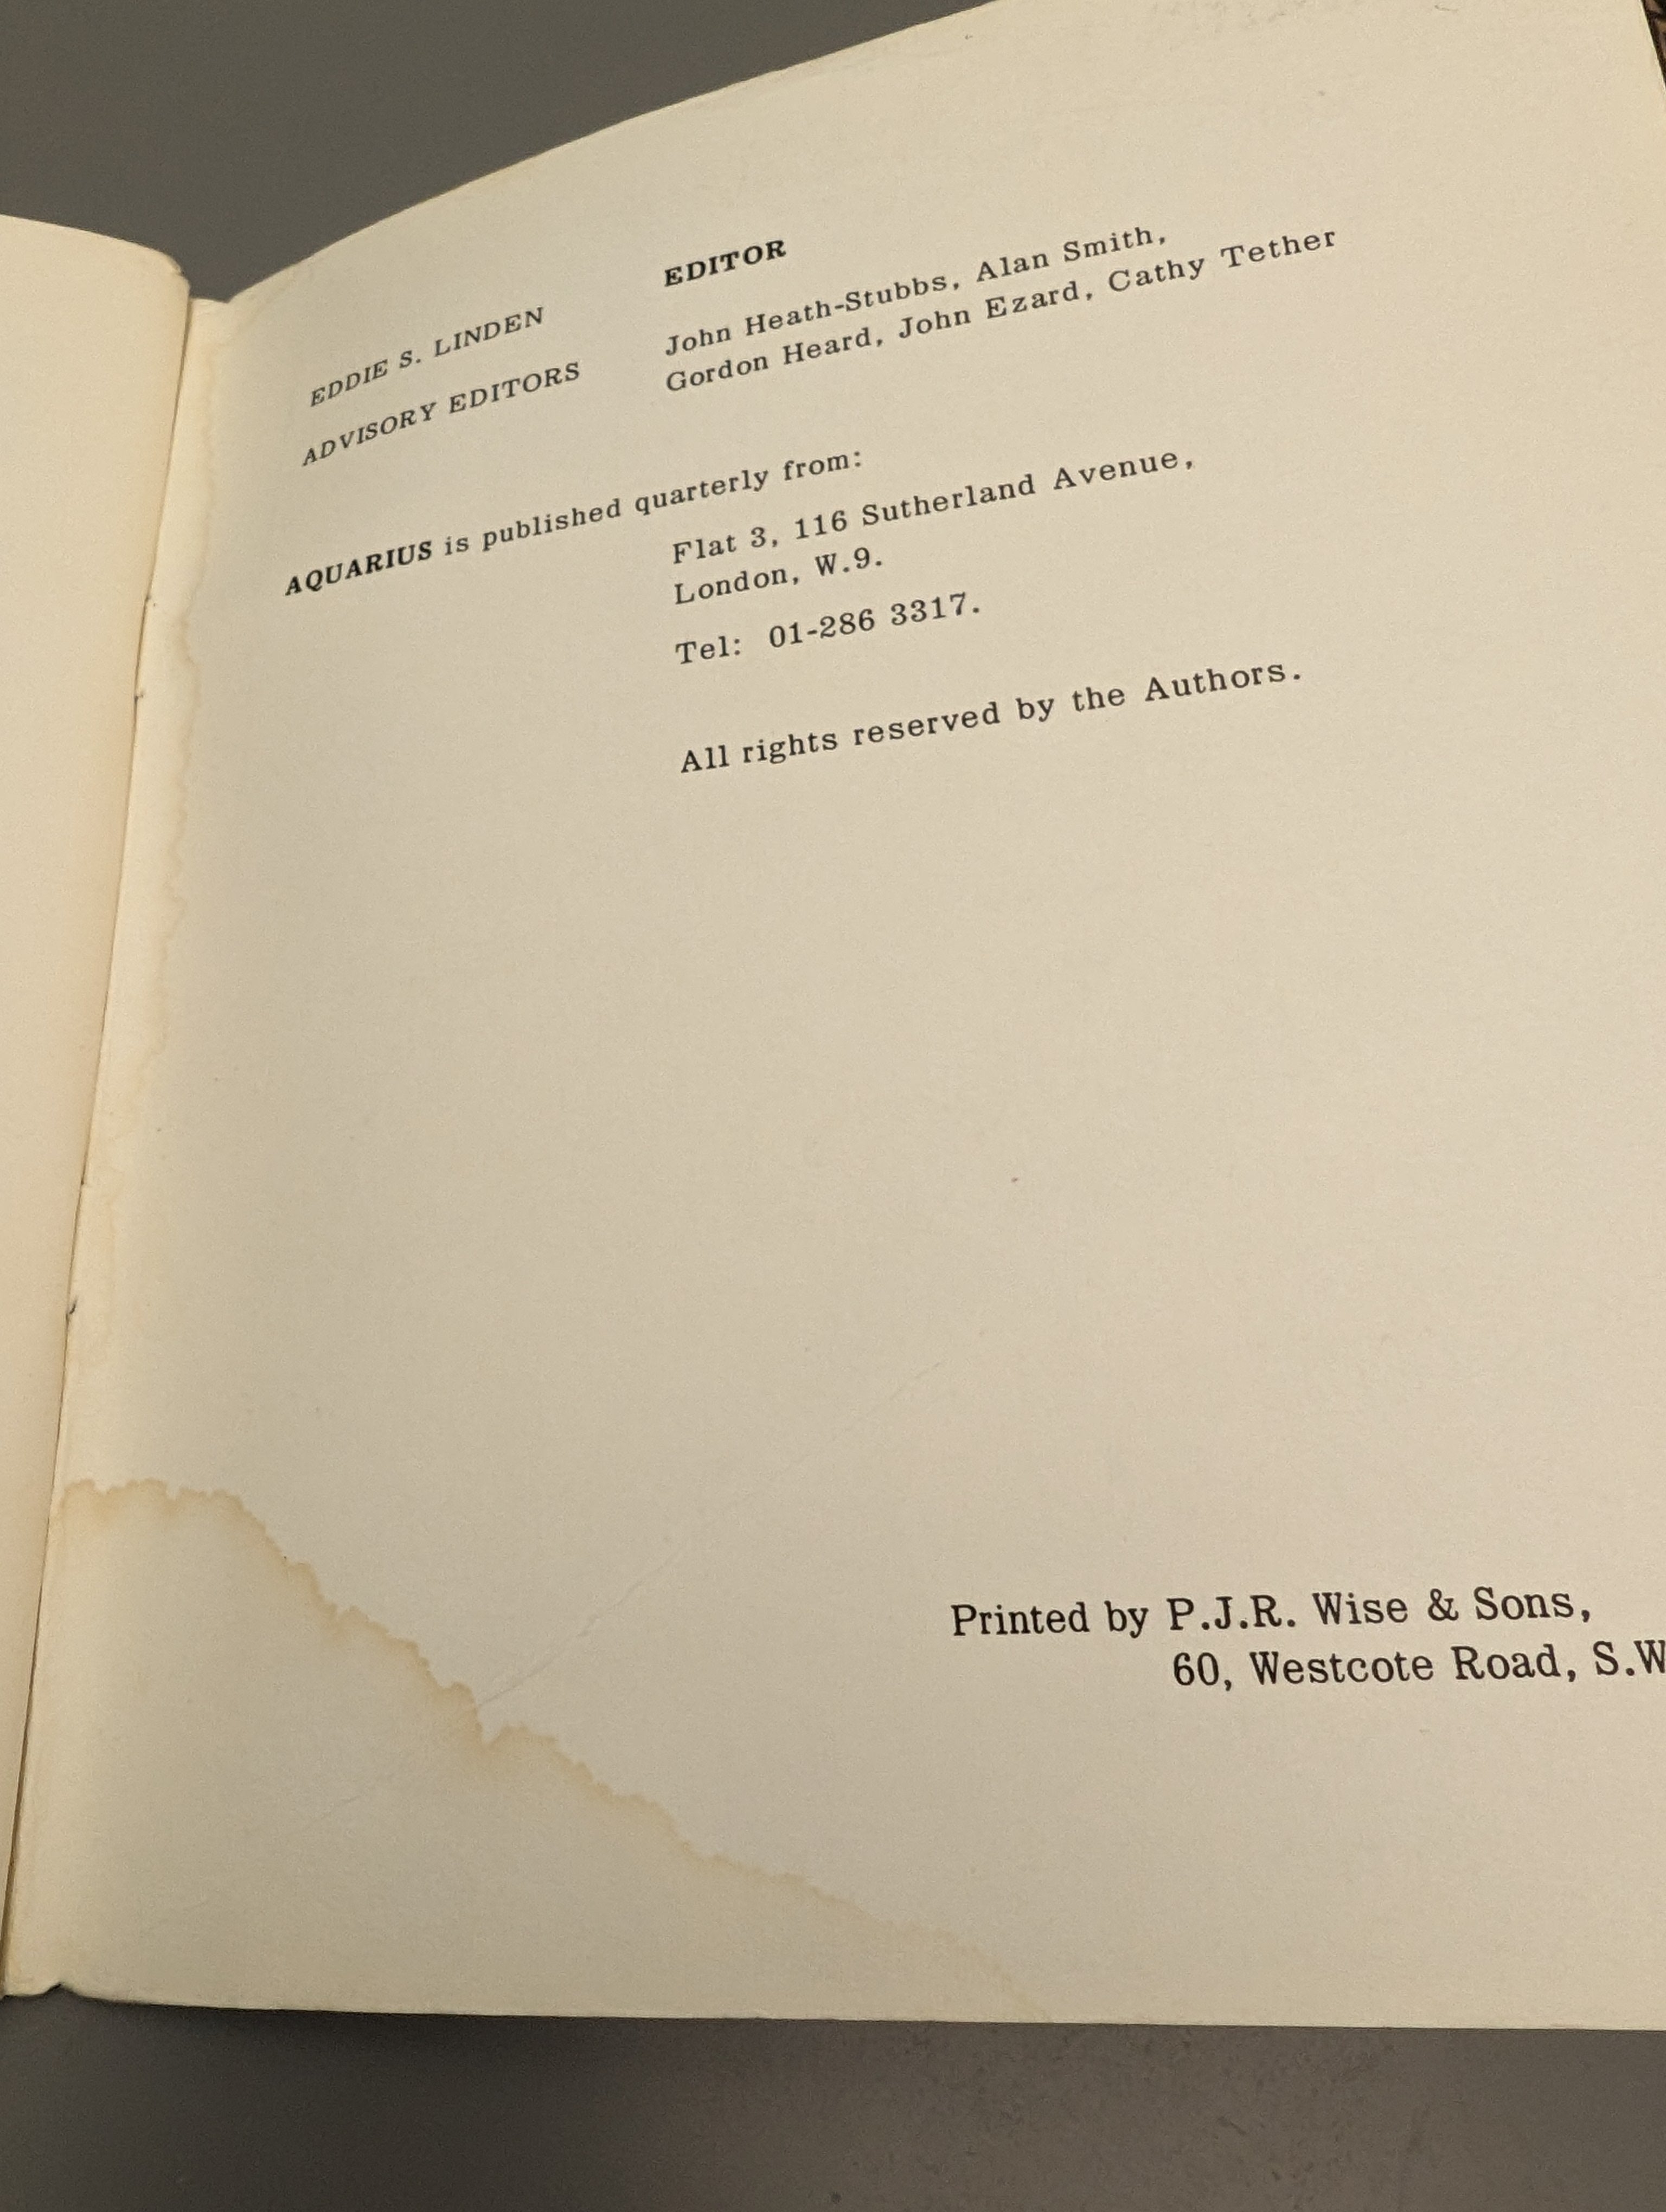 EDDIE S. LINDEN EDITOR
ADVISORY EDITORS John Heath-Stubbs, Alan Smith,
Gordon Heard, John Ezard, Cathy Tether
AQUARIUS is published quarterly from:
Flat 3, 116 Sutherland Avenue,
London, W.9.
Tel: 01-286 3317.
All rights reserved by the Authors.
Printed by P.J.R. Wise & Sons,
60, Westcote Road, S.W